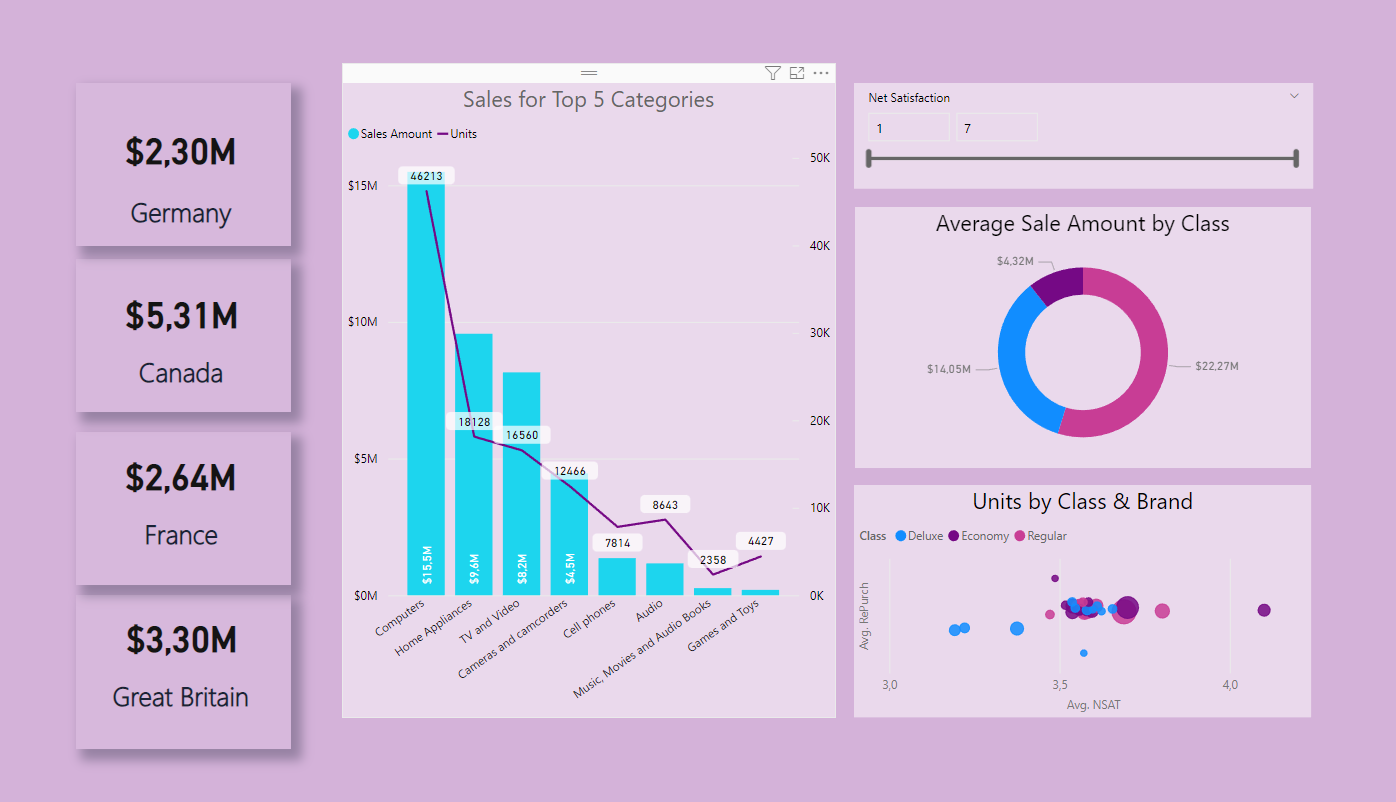 $2,30M
Germany
$5,31M
Canada
$2,64M
France
$3,30M
Great Britain
Sales for Top 5 Categories
Sales Amount Units
$15M
$10M
$5M
$0M
50K
40K
30K
20K
10K
0K
46213
18128
16560
12466
7814
8643
2358
4427
$15,5M
$9,6M
$8,2M
$4,5M
Computers
Home Appliances
TV and Video
Cameras and camcorders
Cell phones
Audio
Music, Movies and Audio Books
Games and Toys
Net Satisfaction
1 7
Average Sale Amount by Class
$4,32M
$14,05M
$22,27M
Units by Class & Brand
Class Deluxe Economy Regular
Avg. RePurch
3,0 3,5 4,0
Avg. NSAT